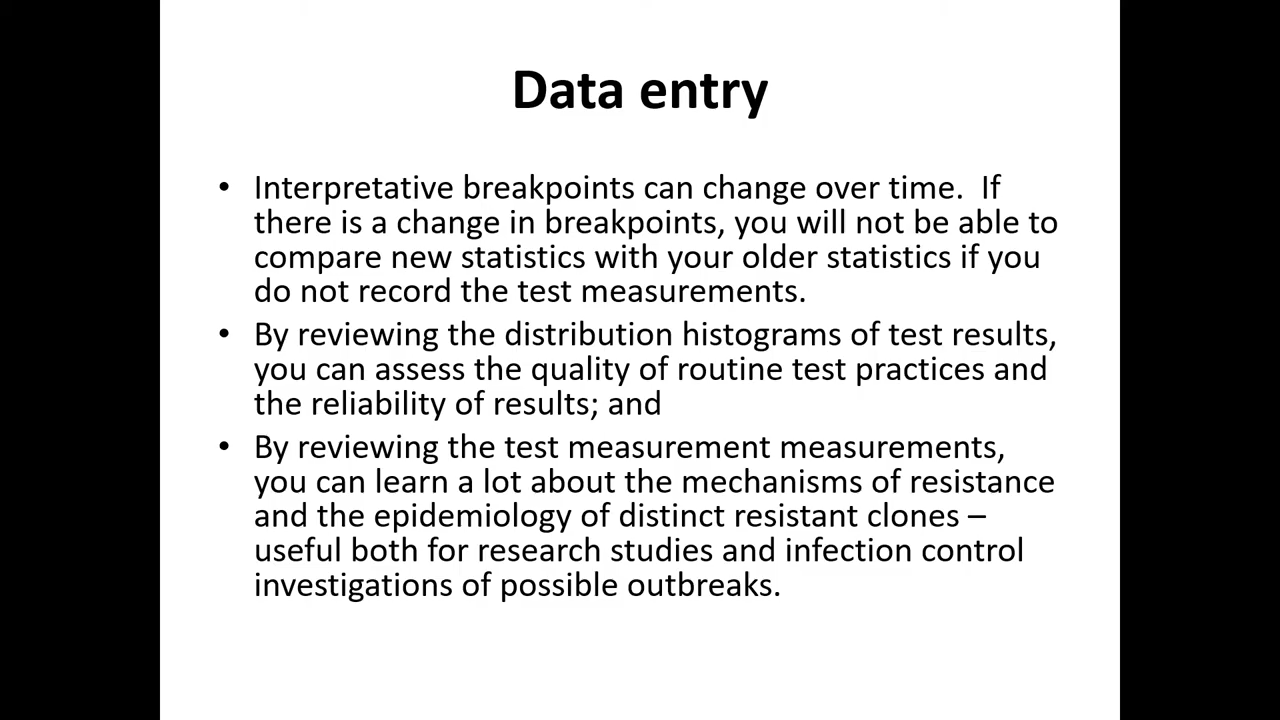 Data entry
• Interpretative breakpoints can change over time.  If
there is a change in breakpoints, you will not be able to
compare new statistics with your older statistics if you
do not record the test measurements.
• By reviewing the distribution histograms of test results,
you can assess the quality of routine test practices and
the reliability of results; and
• By reviewing the test measurement measurements,
you can learn a lot about the mechanisms of resistance
and the epidemiology of distinct resistant clones –
useful both for research studies and infection control
investigations of possible outbreaks.